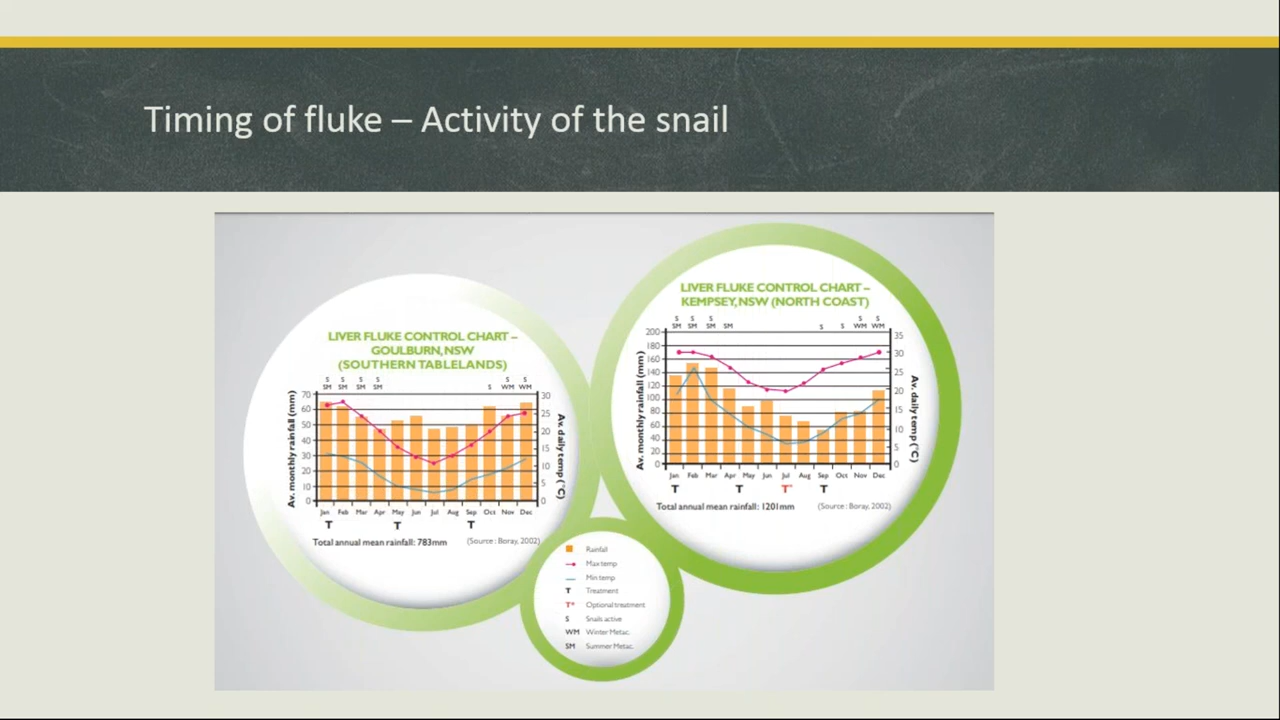 Timing of fluke – Activity of the snail
LIVER FLUKE CONTROL CHART –
GOULBURN, NSW
(SOUTHERN TABLELANDS)
S S S S S S S
SM SM SM SM WM WM
Av. monthly rainfall (mm)
70
60
50
40
30
20
10
0
30
25
20
15
10
5
0
Av. daily temp (°C)
Jan Feb Mar Apr May Jun Jul Aug Sep Oct Nov Dec
T T T
Total annual mean rainfall: 783mm (Source: Boray, 2002)
LIVER FLUKE CONTROL CHART –
KEMPSEY, NSW (NORTH COAST)
S S S S S
SM SM SM SM S S WM WM
Av. monthly rainfall (mm)
200
180
160
140
120
100
80
60
40
20
0
35
30
25
20
15
10
5
0
Av. daily temp (°C)
Jan Feb Mar Apr May Jun Jul Aug Sep Oct Nov Dec
T T T* T
Total annual mean rainfall: 1201mm (Source: Boray, 2002)
Rainfall
Max temp
Min temp
T Treatment
T* Optional treatment
S Snails active
WM Winter Metac.
SM Summer Metac.